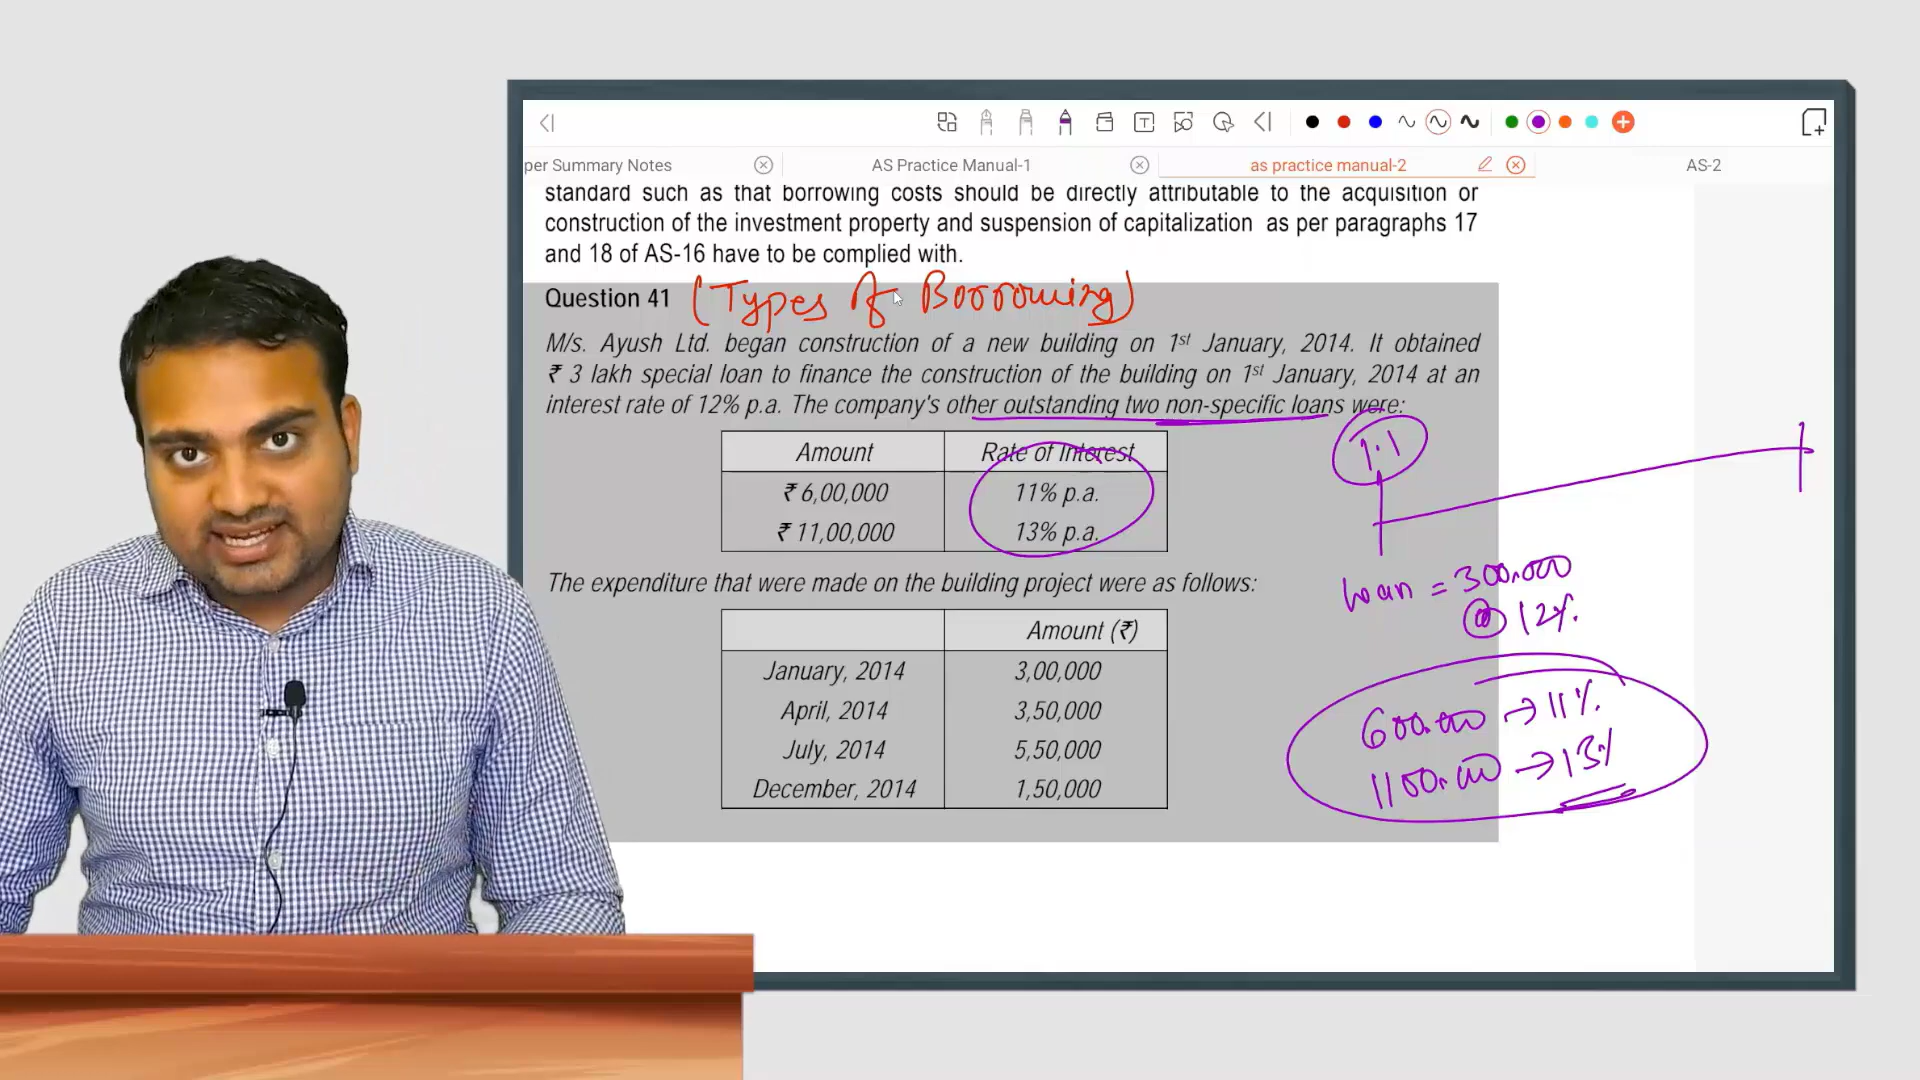 per Summary Notes
AS Practice Manual-1
as practice manual-2
AS-2
standard such as that borrowing costs should be directly attributable to the acquisition or
construction of the investment property and suspension of capitalization as per paragraphs 17
and 18 of AS-16 have to be complied with.
Question 41 (Types of Borrowing)
M/s. Ayush Ltd. began construction of a new building on 1st January, 2014. It obtained
₹ 3 lakh special loan to finance the construction of the building on 1st January, 2014 at an
interest rate of 12% p.a. The company's other outstanding two non-specific loans were:
Amount Rate of Interest
₹ 6,00,000 11% p.a.
₹ 11,00,000 13% p.a.
The expenditure that were made on the building project were as follows:
Amount (₹)
January, 2014 3,00,000
April, 2014 3,50,000
July, 2014 5,50,000
December, 2014 1,50,000
1.1
loan = 300.000
@ 12%
600.000 → 11%
1100.000 → 13%